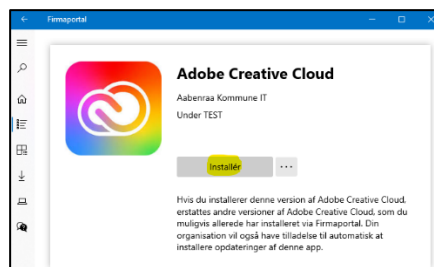 Firmaportal
Adobe Creative Cloud
Aabenraa Kommune IT
Under TEST
Installér
Hvis du installerer denne version af Adobe Creative Cloud,
erstattes andre versioner af Adobe Creative Cloud, som du
muligvis allerede har installeret via Firmaportal. Din
organisation vil også have tilladelse til automatisk at
installere opdateringer af denne app.